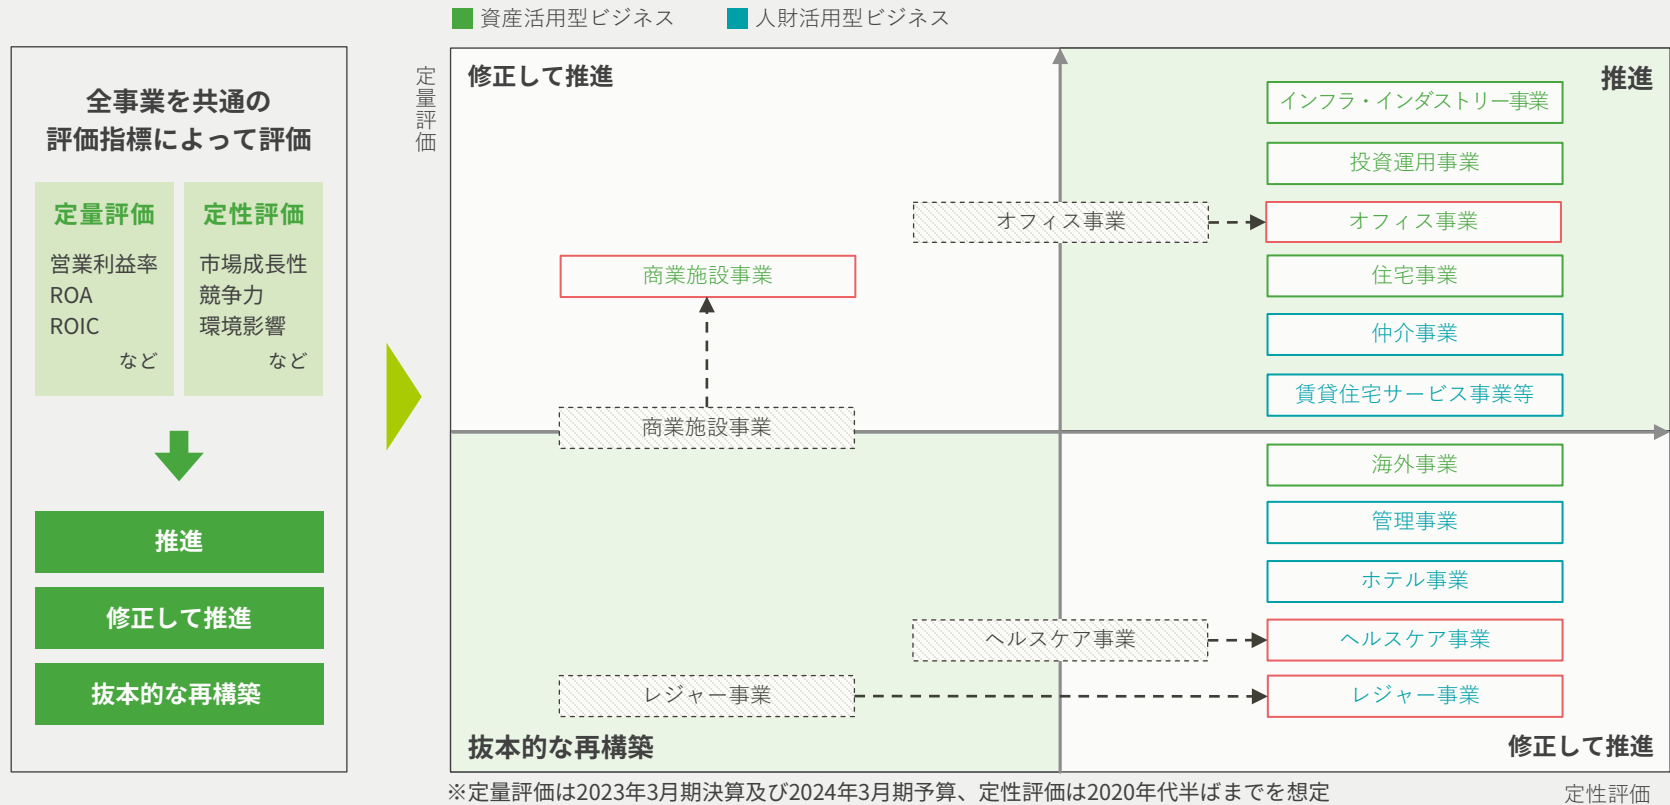 資産活用型ビジネス
人財活用型ビジネス
全事業を共通の
評価指標によって評価
定量評価
営業利益率
ROA
ROIC
など
定性評価
市場成長性
競争力
環境影響
など
推進
修正して推進
抜本的な再構築
定量評価
修正して推進
推進
インフラ・インダストリー事業
投資運用事業
オフィス事業
オフィス事業
商業施設事業
住宅事業
仲介事業
賃貸住宅サービス事業等
商業施設事業
海外事業
管理事業
ホテル事業
ヘルスケア事業
ヘルスケア事業
レジャー事業
レジャー事業
抜本的な再構築
修正して推進
※定量評価は2023年3月期決算及び2024年3月期予算、定性評価は2020年代半ばまでを想定
定性評価